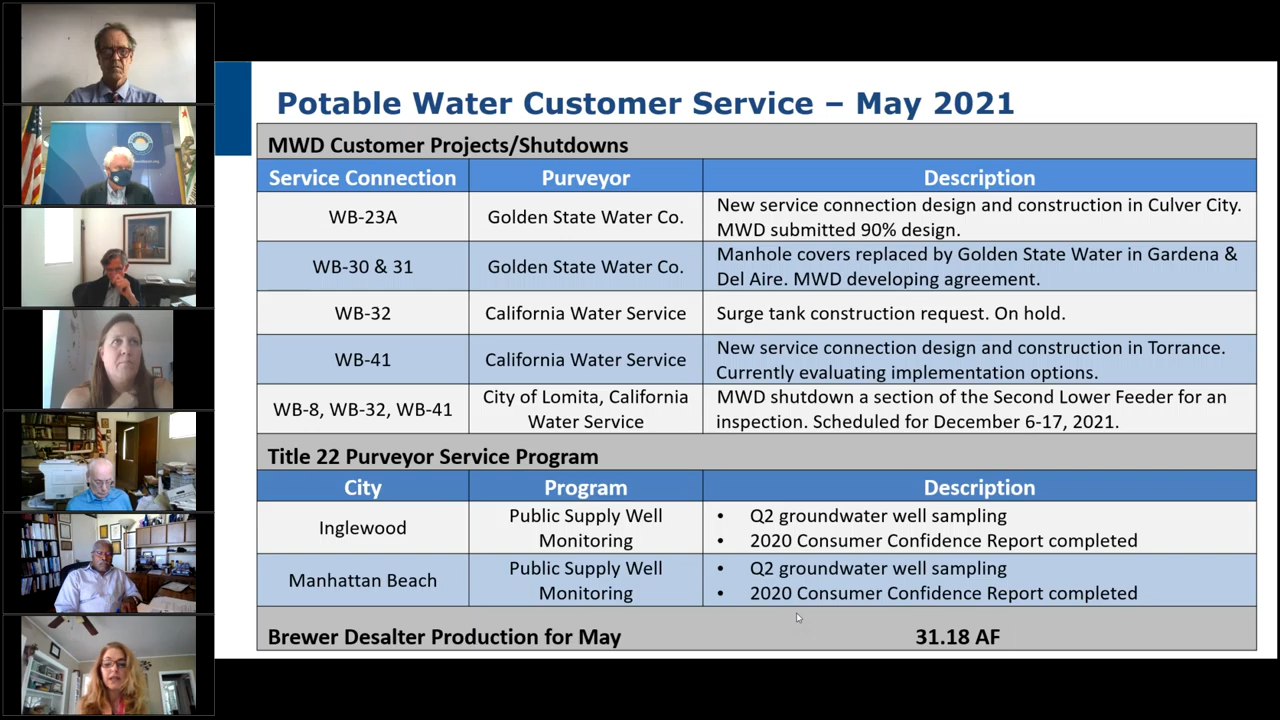 Potable Water Customer Service – May 2021
MWD Customer Projects/Shutdowns
Service Connection Purveyor Description
WB-23A Golden State Water Co. New service connection design and construction in Culver City.
MWD submitted 90% design.
WB-30 & 31 Golden State Water Co. Manhole covers replaced by Golden State Water in Gardena &
Del Aire. MWD developing agreement.
WB-32 California Water Service Surge tank construction request. On hold.
WB-41 California Water Service New service connection design and construction in Torrance.
Currently evaluating implementation options.
WB-8, WB-32, WB-41 City of Lomita, California
Water Service
MWD shutdown a section of the Second Lower Feeder for an
inspection. Scheduled for December 6-17, 2021.
Title 22 Purveyor Service Program
City Program Description
Inglewood Public Supply Well
Monitoring
• Q2 groundwater well sampling
• 2020 Consumer Confidence Report completed
Manhattan Beach Public Supply Well
Monitoring
• Q2 groundwater well sampling
• 2020 Consumer Confidence Report completed
Brewer Desalter Production for May 31.18 AF